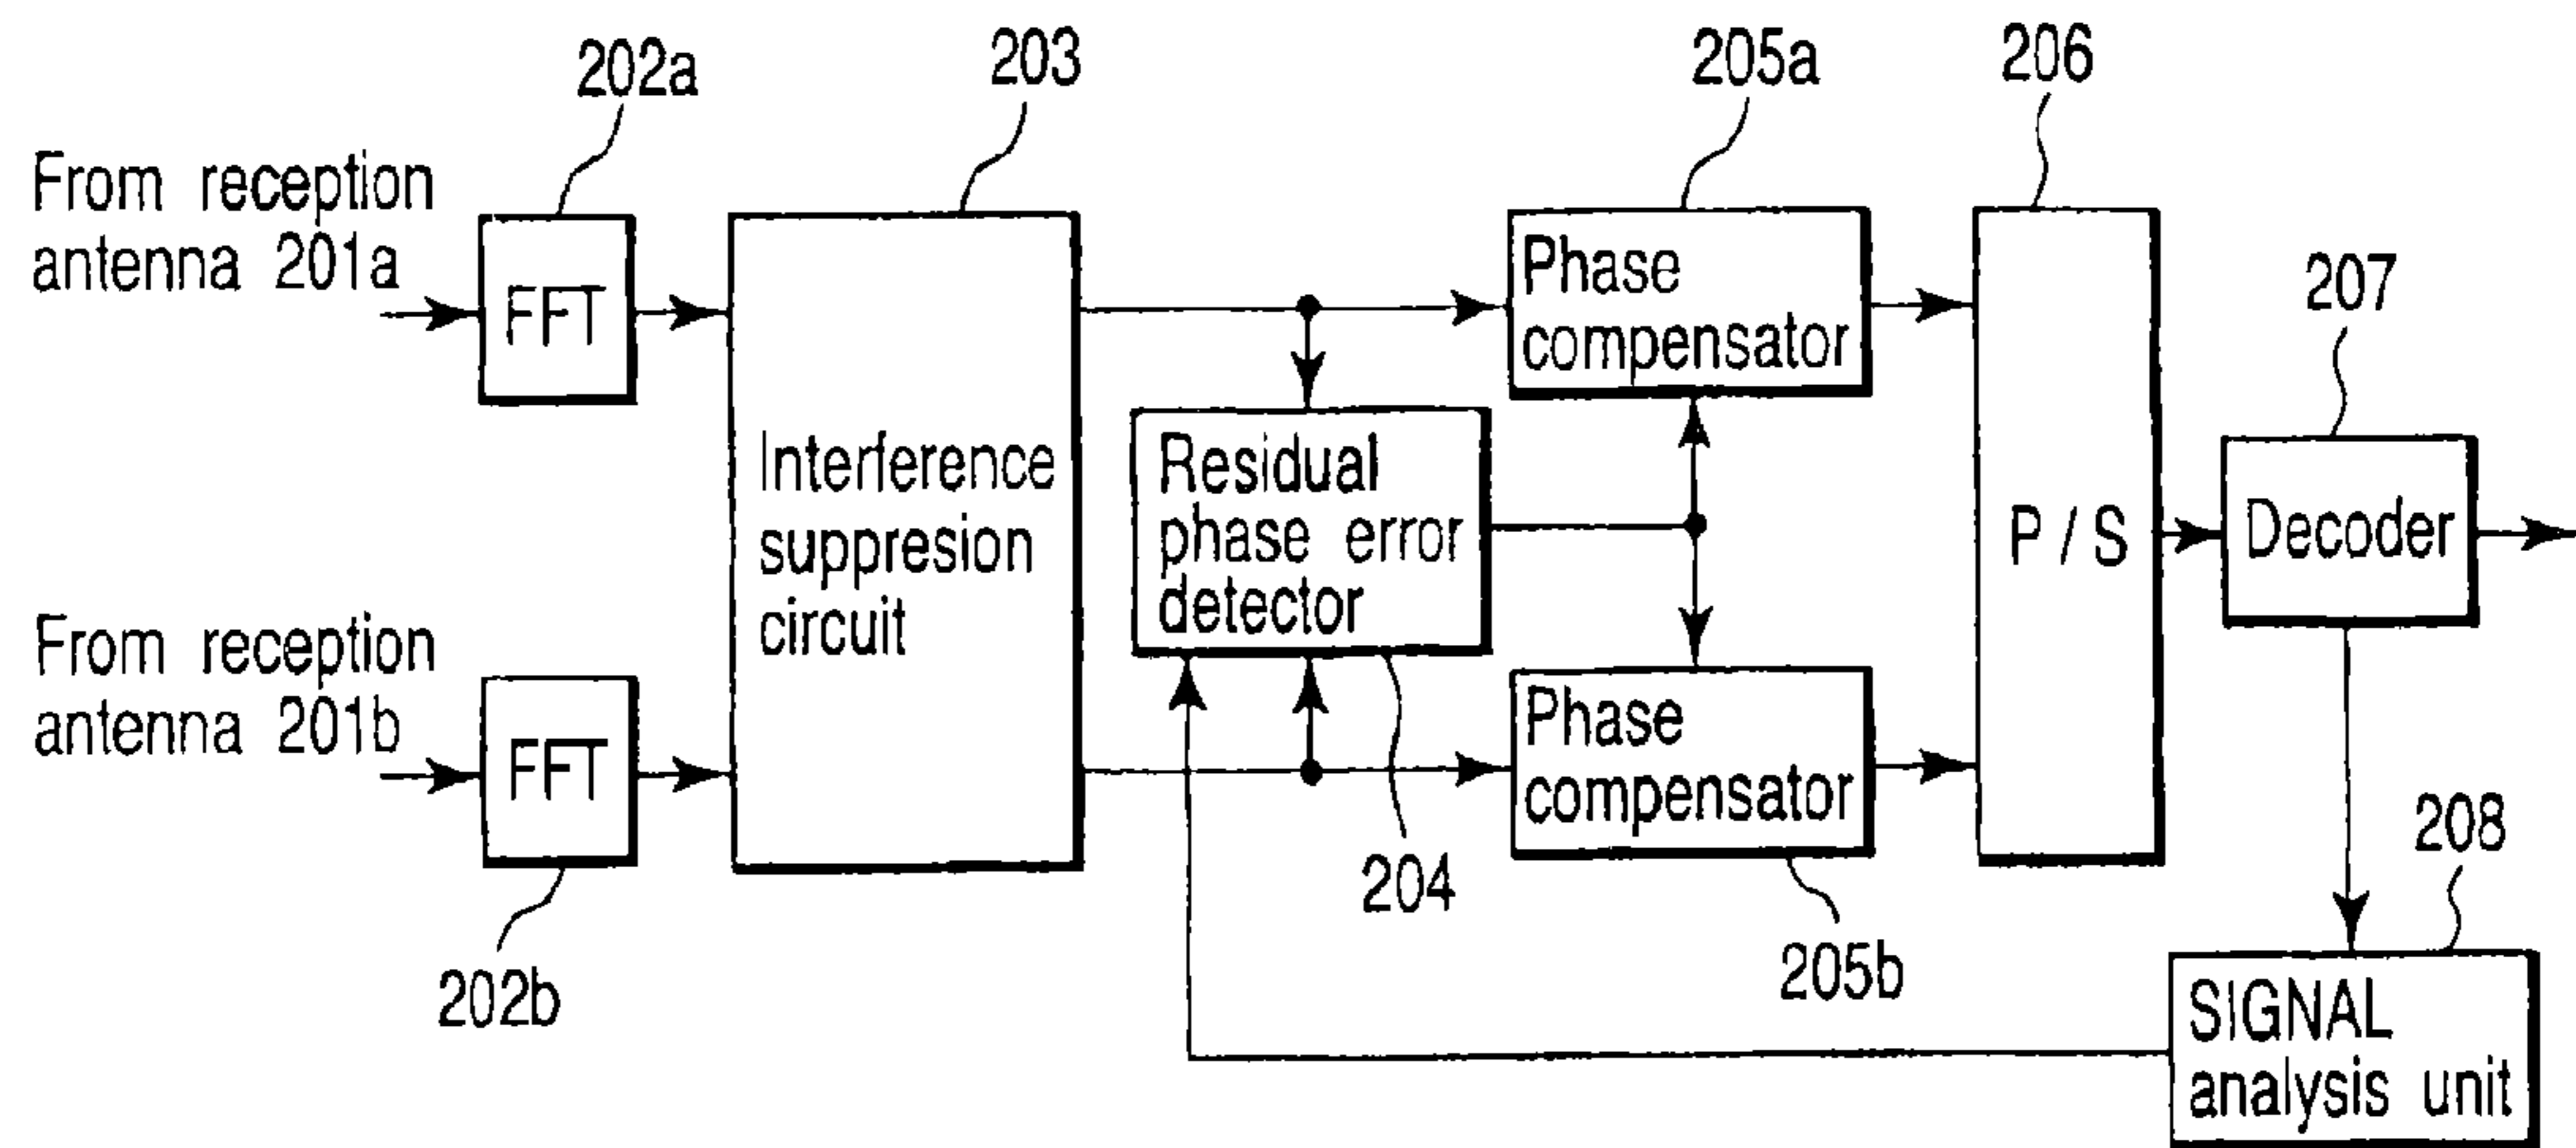 202a
203
205a
206
From reception
antenna 201a
FFT
Phase
compensator
207
Interference
suppresion
circuit
Residual
phase error
detector
P / S
Decoder
From reception
antenna 201b
FFT
Phase
compensator
204
208
202b
205b
SIGNAL
analysis unit